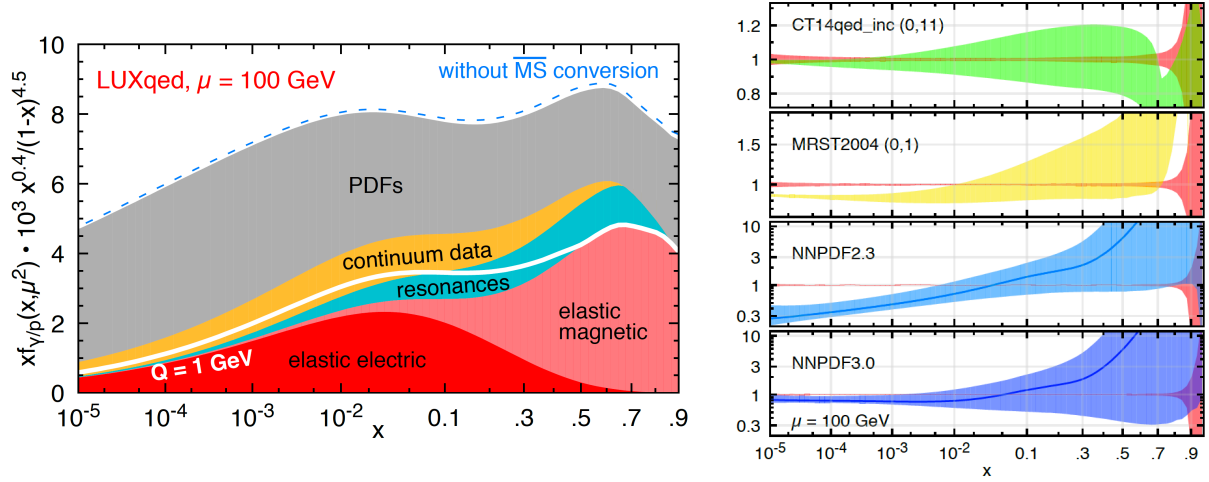 10
8
6
4
2
0
xfγ/p(x,μ²) • 10³ x^0.4/(1-x)^4.5
LUXqed, μ = 100 GeV
without MS conversion
PDFs
continuum data
resonances
elastic
magnetic
elastic electric
Q = 1 GeV
10⁻⁵ 10⁻⁴ 10⁻³ 10⁻² 0.1 .3 .5 .7 .9
x
CT14qed_inc (0,11)
1.2
1
0.8
MRST2004 (0,1)
1.5
1
NNPDF2.3
10
3
1
0.3
NNPDF3.0
10
3
1
0.3
μ = 100 GeV
10⁻⁵ 10⁻⁴ 10⁻³ 10⁻² 0.1 .3 .5 .7 .9
x